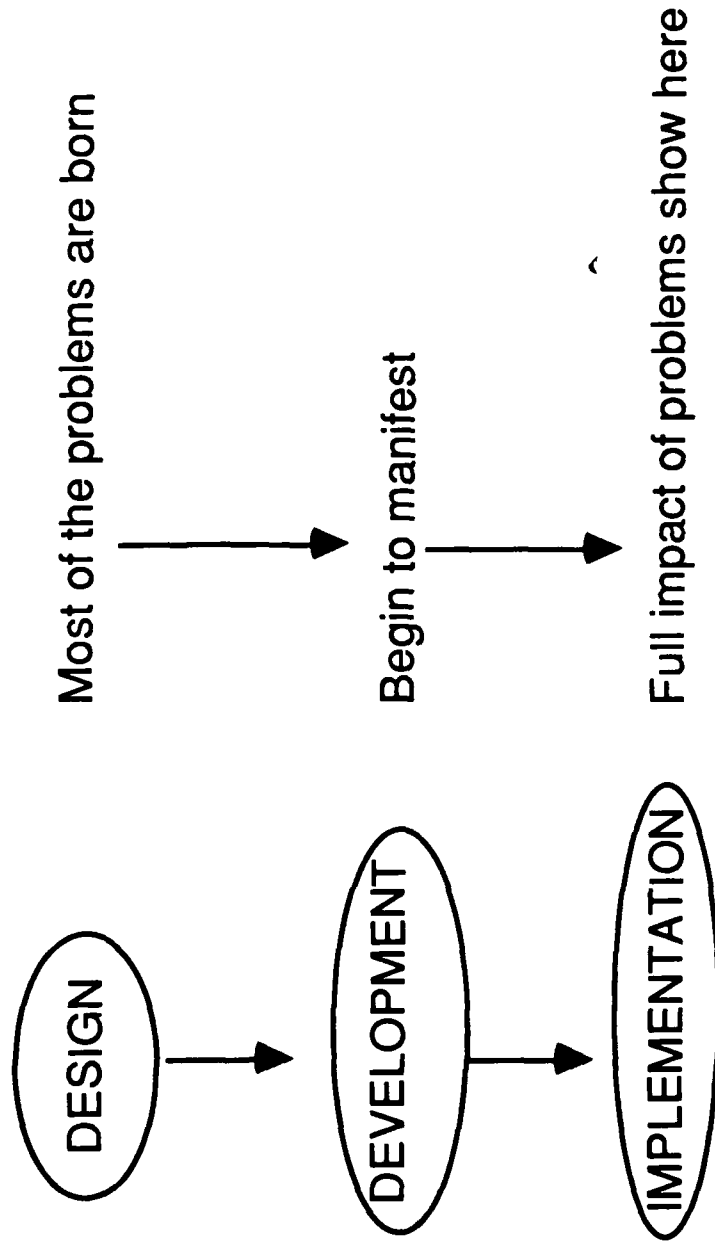 DESIGN
Most of the problems are born
DEVELOPMENT
Begin to manifest
IMPLEMENTATION
Full impact of problems show here